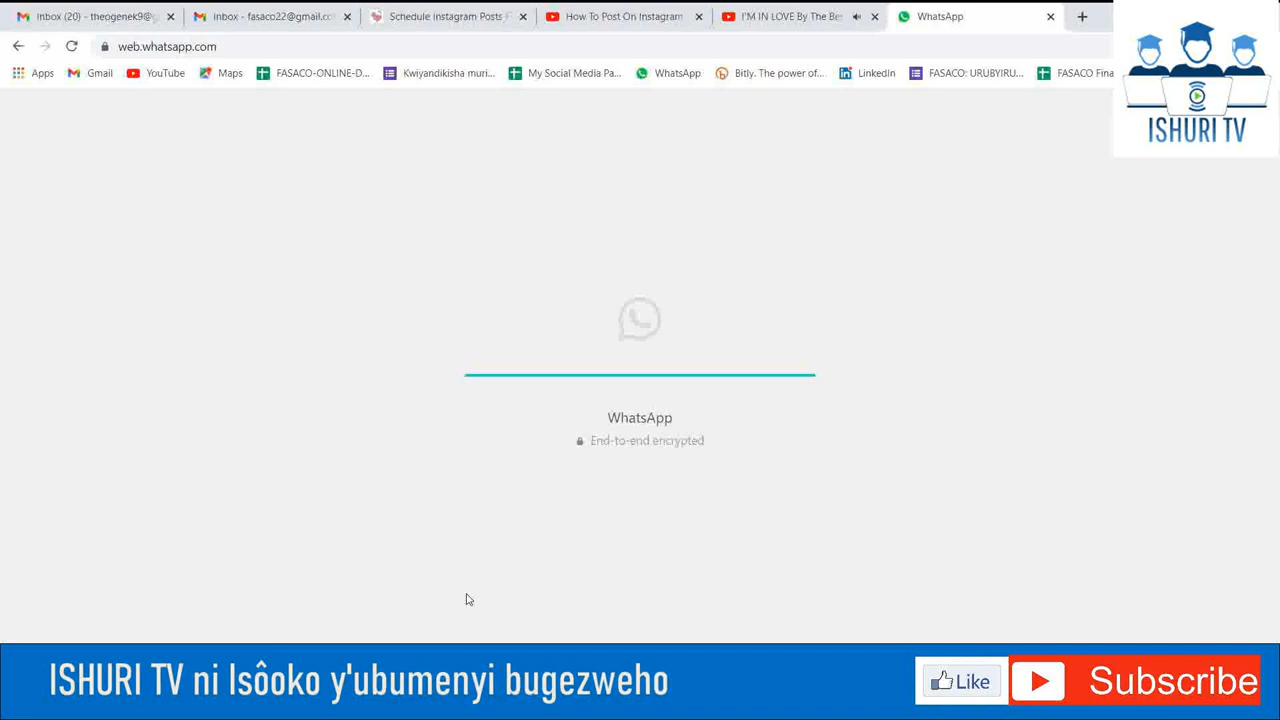 Inbox (20) - theogenek9@g
Inbox - fasaco22@gmail.co
Schedule Instagram Posts F
How To Post On Instagram
I'M IN LOVE By The Bes
WhatsApp
web.whatsapp.com
Apps
Gmail
YouTube
Maps
FASACO-ONLINE-D...
Kwiyandikama muri...
My Social Media Pa...
WhatsApp
Bitly. The power of...
LinkedIn
FASACO: URUBYIRU...
FASACO Fina
ISHURI TV
WhatsApp
End-to-end encrypted
ISHURI TV ni Isôoko y'ubumenyi bugezweho
Like
Subscribe